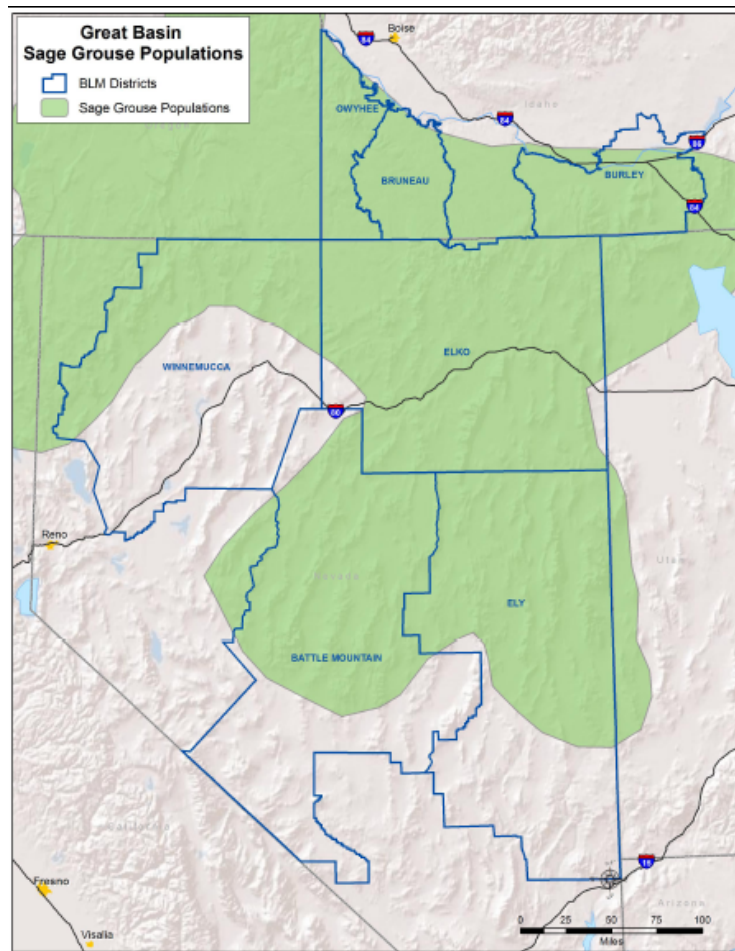 Great Basin
Sage Grouse Populations
BLM Districts
Sage Grouse Populations
84
Boise
OWYHEE
84
Idaho
86
BRUNEAU
BURLEY
84
WINNEMUCCA
ELKO
80
Reno
Nevada
Utah
ELY
BATTLE MOUNTAIN
California
15
Fresno
Arizona
Visalia
0 25 50 75 100
Miles